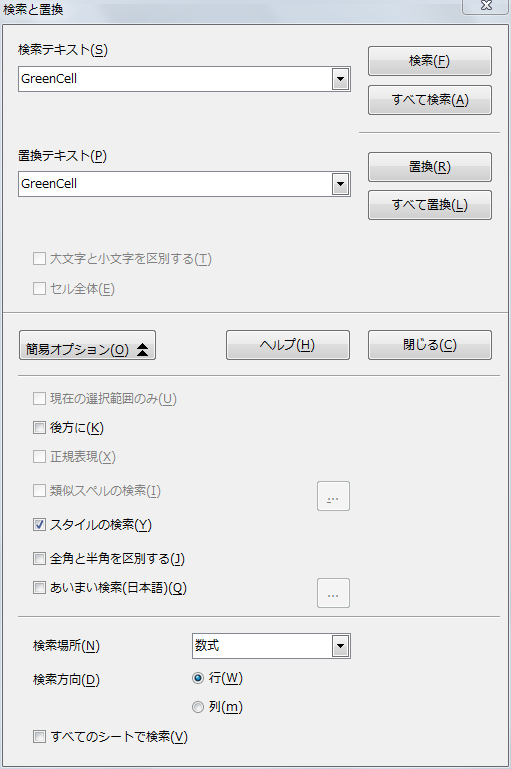 検索と置換
検索テキスト(S)
GreenCell
検索(F)
すべて検索(A)
置換テキスト(P)
GreenCell
置換(R)
すべて置換(L)
大文字と小文字を区別する(T)
セル全体(E)
簡易オプション(O)
ヘルプ(H)
閉じる(C)
現在の選択範囲のみ(U)
後方に(K)
正規表現(X)
類似スペルの検索(I)
...
スタイルの検索(Y)
全角と半角を区別する(J)
あいまい検索(日本語)(Q)
...
検索場所(N)
数式
検索方向(D)
行(W)
列(m)
すべてのシートで検索(V)